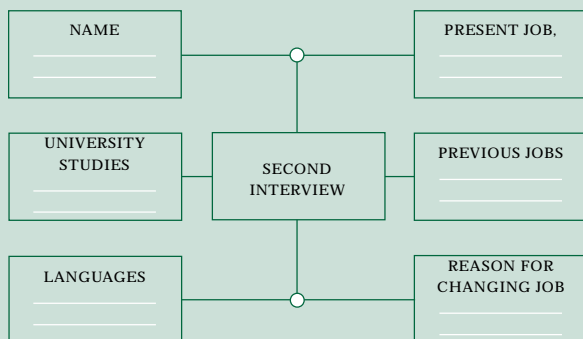 NAME
PRESENT JOB,
UNIVERSITY
STUDIES
SECOND
INTERVIEW
PREVIOUS JOBS
LANGUAGES
REASON FOR
CHANGING JOB